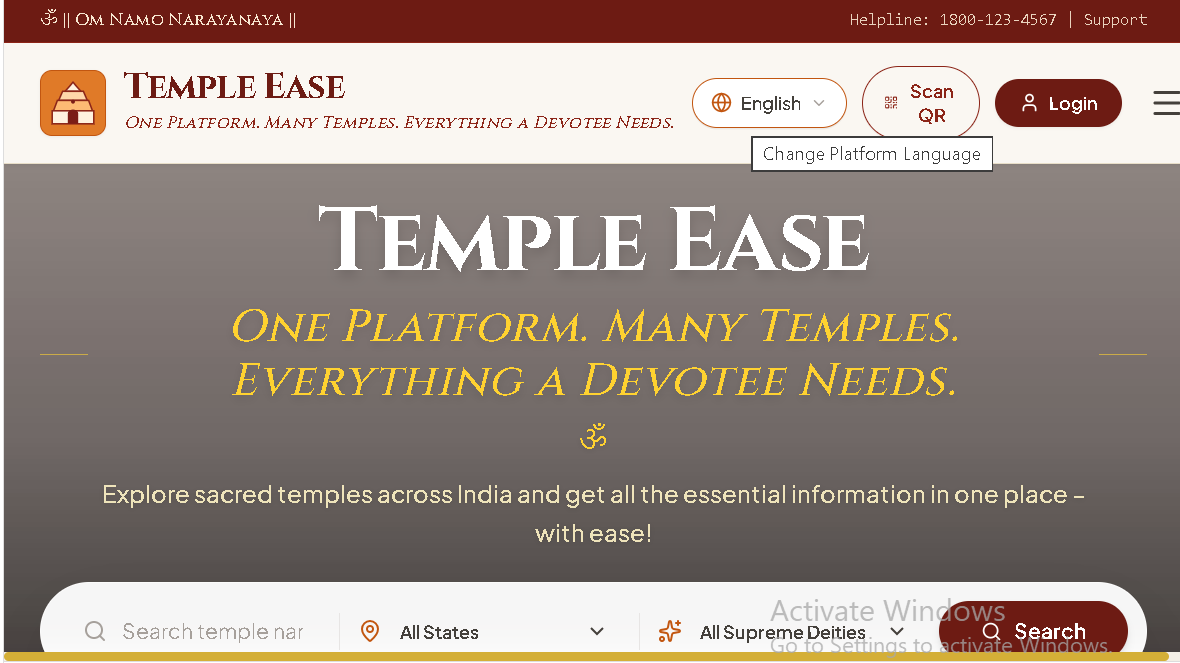 ॐ || Om Namo Narayanaya ||
Helpline: 1800-123-4567 | Support
Temple Ease
One Platform. Many Temples. Everything a Devotee Needs.
English
Scan
QR
Login
Change Platform Language
Temple Ease
One Platform. Many Temples.
Everything a Devotee Needs.
ॐ
Explore sacred temples across India and get all the essential information in one place –
with ease!
Search temple nar
All States
All Supreme Deities
Search
Activate Windows
Go to Settings to activate Windows.